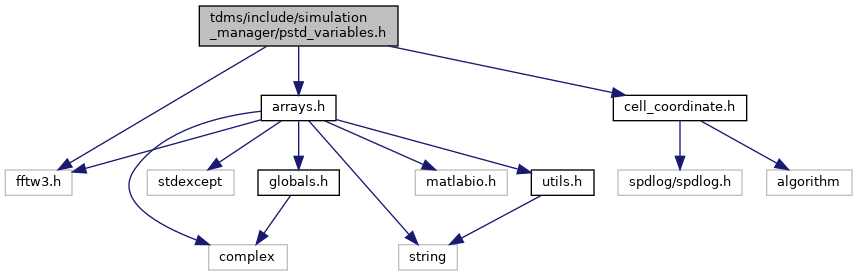 tdms/include/simulation
_manager/pstd_variables.h
arrays.h
cell_coordinate.h
fftw3.h
stdexcept
globals.h
matlabio.h
utils.h
spdlog/spdlog.h
algorithm
complex
string